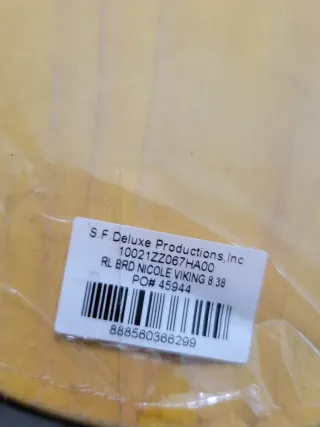 S.F.Deluxe Productions,Inc
10021ZZ067HA00
RL BRD NICOLE VIKING 8.38
PO# 45944
888560366299